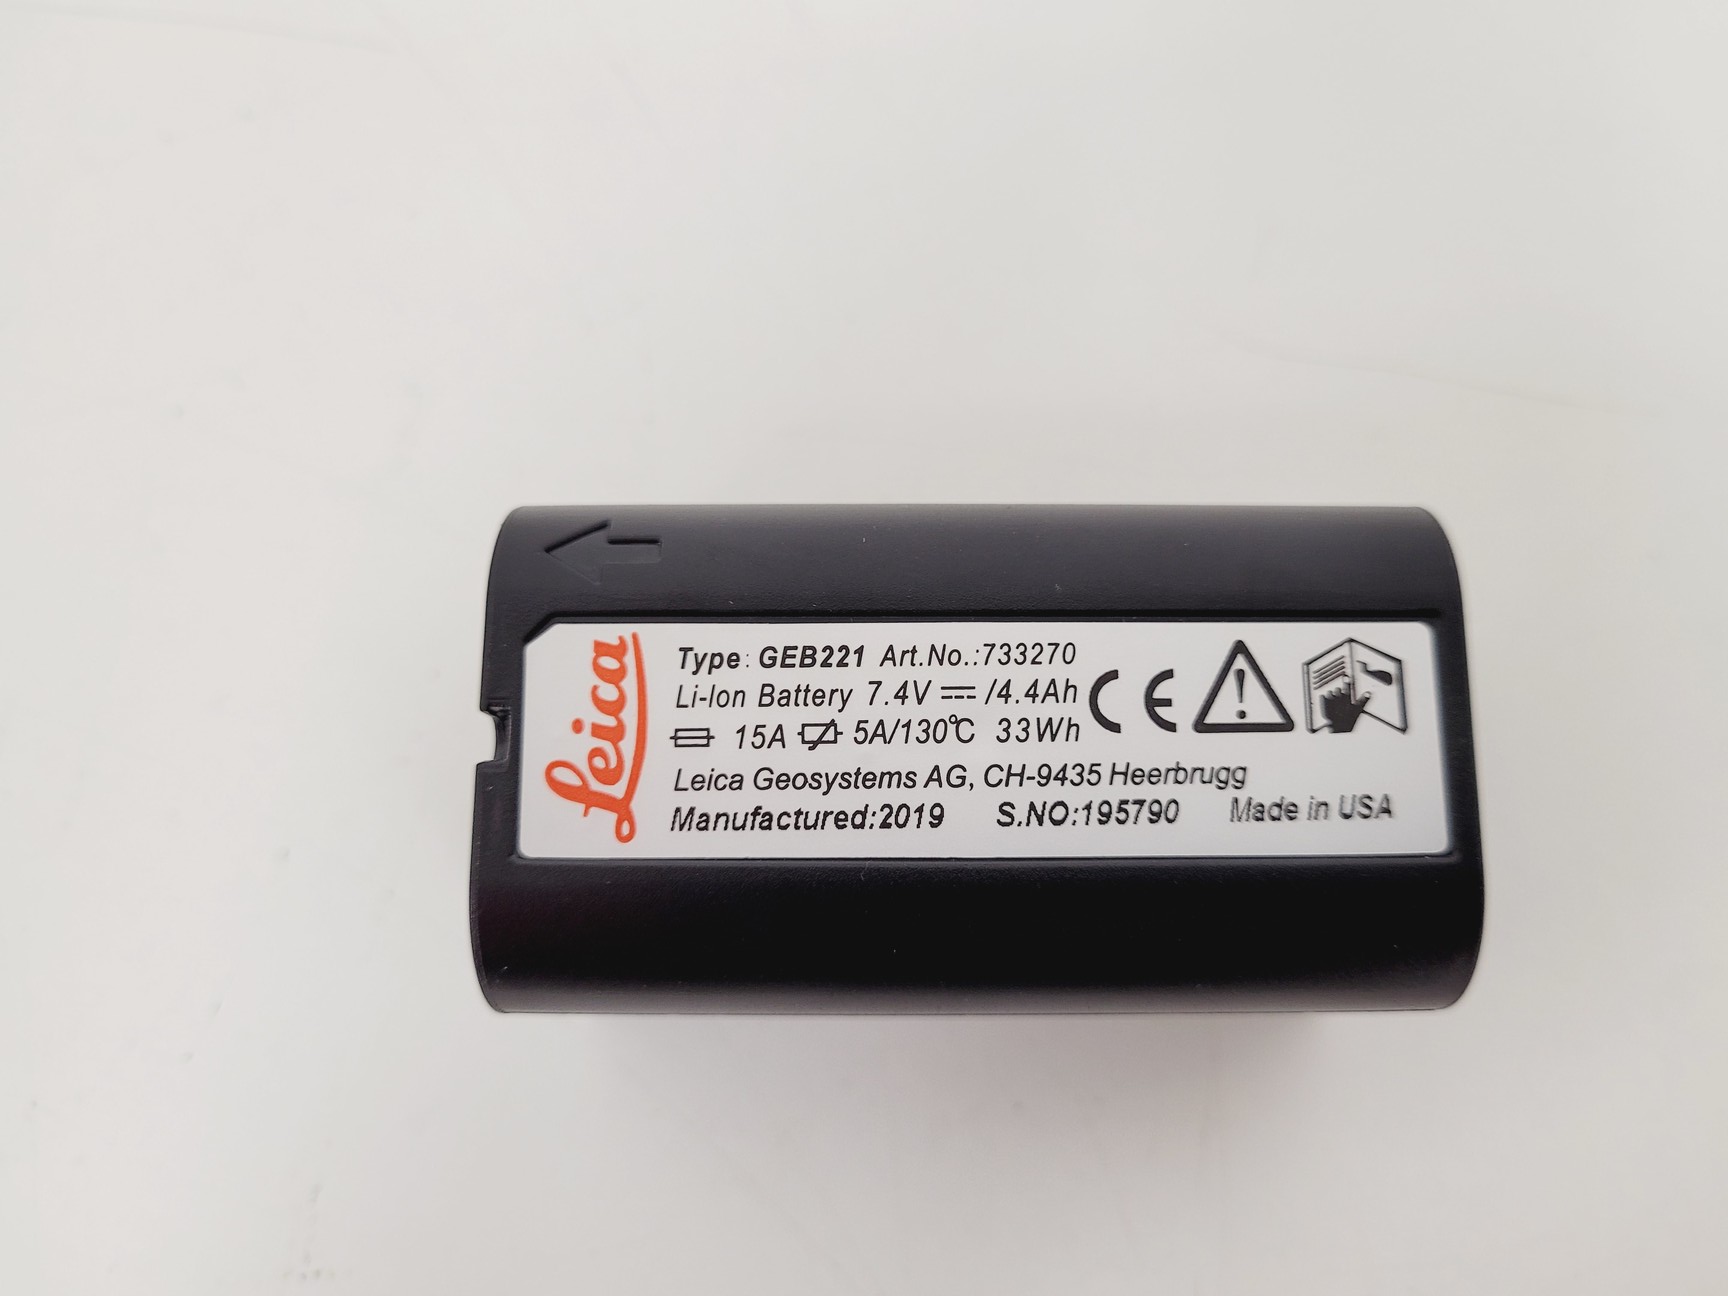 Leica
Type: GEB221 Art.No.:733270
Li-Ion Battery 7.4V /4.4Ah
15A 5A/130℃ 33Wh
CE
Leica Geosystems AG, CH-9435 Heerbrugg
Manufactured:2019 S.NO:195790 Made in USA